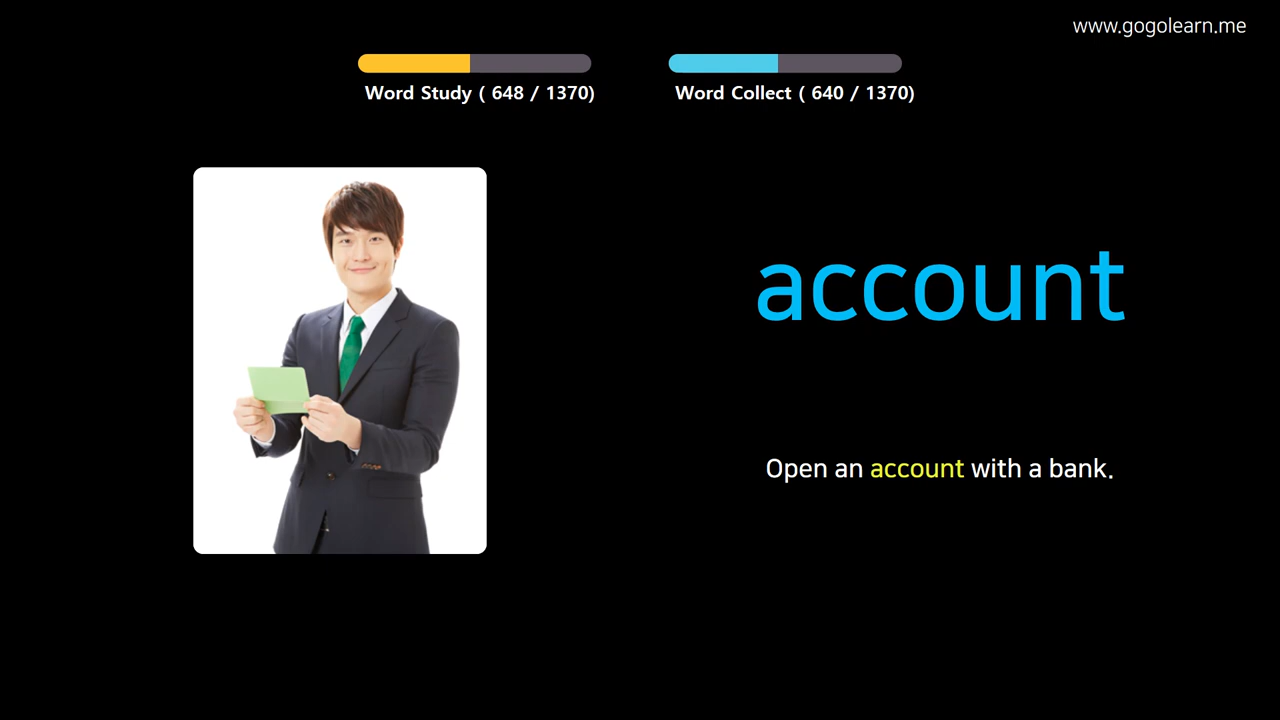 www.gogolearn.me
Word Study ( 648 / 1370)
Word Collect ( 640 / 1370)
account
Open an account with a bank.